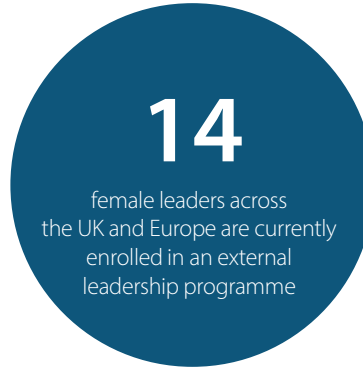 14
female leaders across
the UK and Europe are currently
enrolled in an external
leadership programme